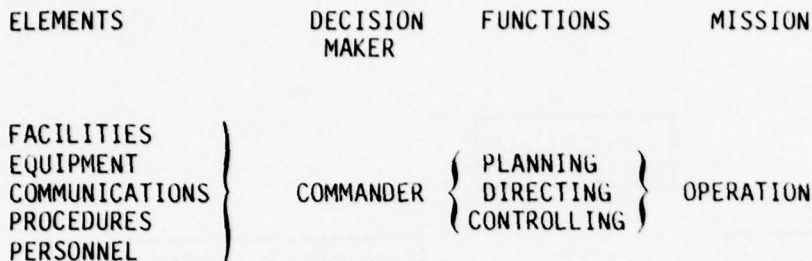 ELEMENTS DECISION MAKER FUNCTIONS MISSION
FACILITIES
EQUIPMENT
COMMUNICATIONS
PROCEDURES
PERSONNEL
COMMANDER
PLANNING
DIRECTING
CONTROLLING
OPERATION